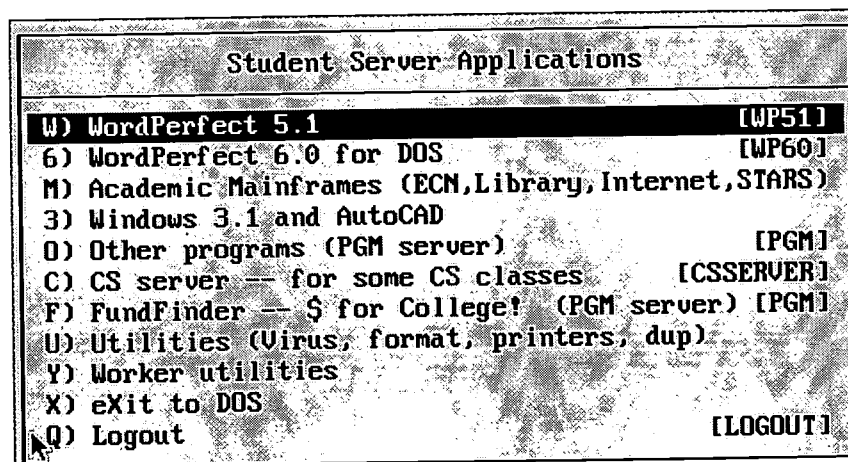 Student Server Applications
W) WordPerfect 5.1 [WP51]
6) WordPerfect 6.0 for DOS [WP60]
M) Academic Mainframes (ECN,Library,Internet,STARS)
3) Windows 3.1 and AutoCAD
O) Other programs (PGM server) [PGM]
C) CS server -- for some CS classes [CSSERVER]
F) FundFinder -- $ for College! (PGM server) [PGM]
U) Utilities (Virus, format, printers, dup)
Y) Worker utilities
X) eXit to DOS
Q) Logout [LOGOUT]